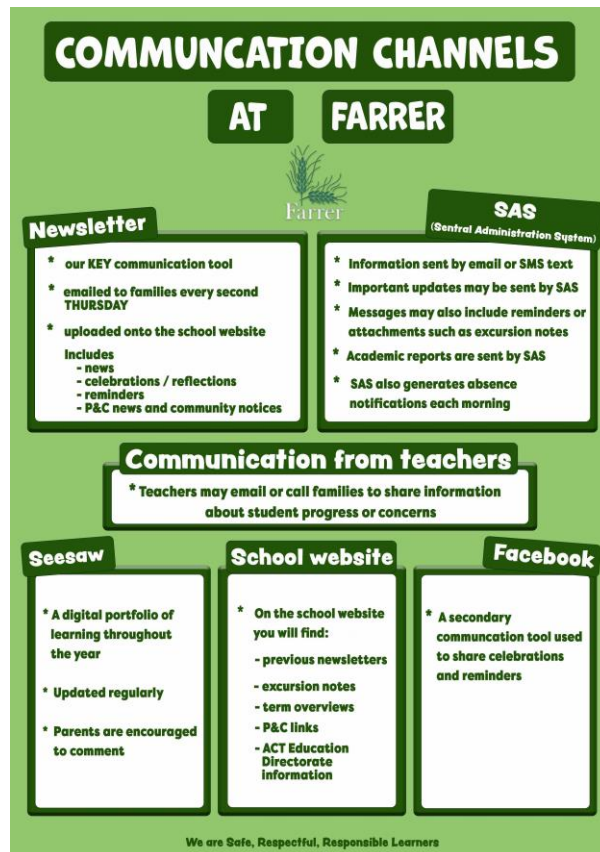 COMMUNCATION CHANNELS
AT FARRER
Farrer
Newsletter
* our KEY communication tool
* emailed to families every second
THURSDAY
* uploaded onto the school website
Includes
- news
- celebrations / reflections
- reminders
- P&C news and community notices
SAS
(Sentral Administration System)
* Information sent by email or SMS text
* Important updates may be sent by SAS
* Messages may also include reminders or
attachments such as excursion notes
* Academic reports are sent by SAS
* SAS also generates absence
notifications each morning
Communication from teachers
* Teachers may email or call families to share information
about student progress or concerns
Seesaw
* A digital portfolio of
learning throughout
the year
* Updated regularly
* Parents are encouraged
to comment
School website
* On the school website
you will find:
- previous newsletters
- excursion notes
- term overviews
- P&C links
- ACT Education
Directorate
information
Facebook
* A secondary
communcation tool used
to share celebrations
and reminders
We are Safe, Respectful, Responsible Learners